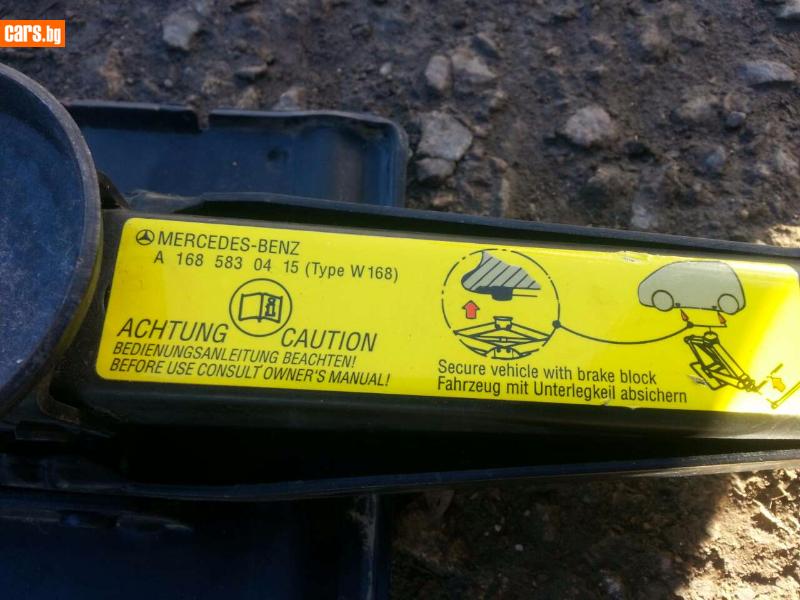 cars.bg
MERCEDES-BENZ
A 168 583 04 15 (Type W168)
ACHTUNG CAUTION
BEDIENUNGSANLEITUNG BEACHTEN!
BEFORE USE CONSULT OWNER'S MANUAL!
Secure vehicle with brake block
Fahrzeug mit Unterlegkeil absichern